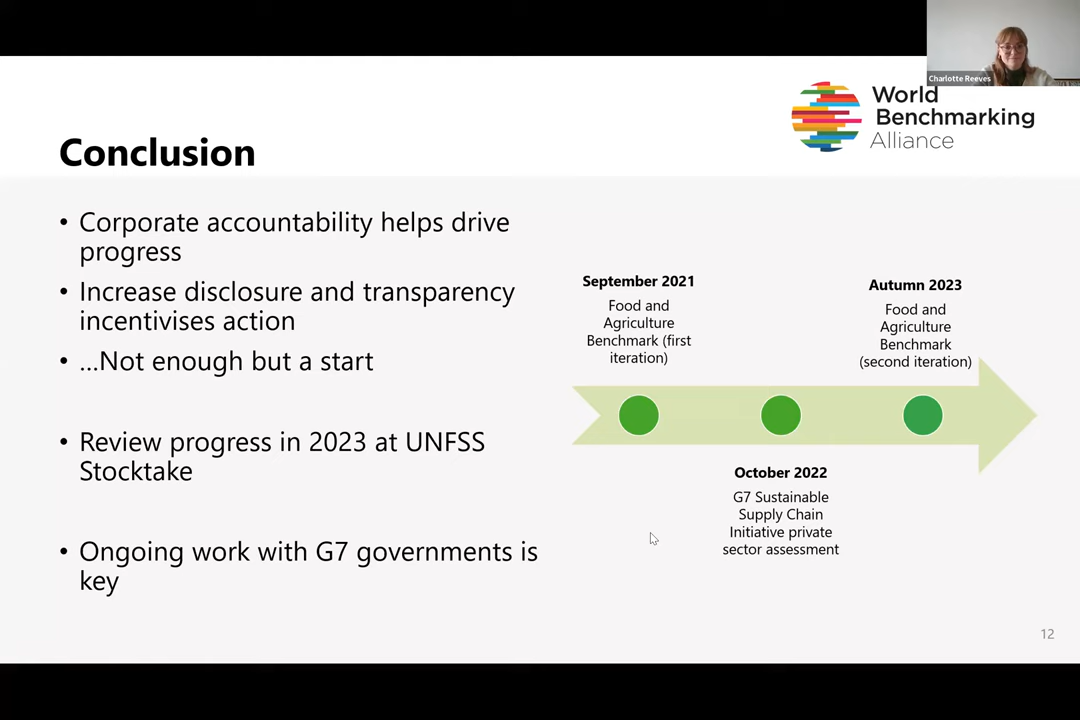 Charlotte Reeves
World
Benchmarking
Alliance
Conclusion
• Corporate accountability helps drive
progress
• Increase disclosure and transparency
incentivises action
• ...Not enough but a start
• Review progress in 2023 at UNFSS
Stocktake
• Ongoing work with G7 governments is
key
September 2021
Food and
Agriculture
Benchmark (first
iteration)
October 2022
G7 Sustainable
Supply Chain
Initiative private
sector assessment
Autumn 2023
Food and
Agriculture
Benchmark
(second iteration)
12